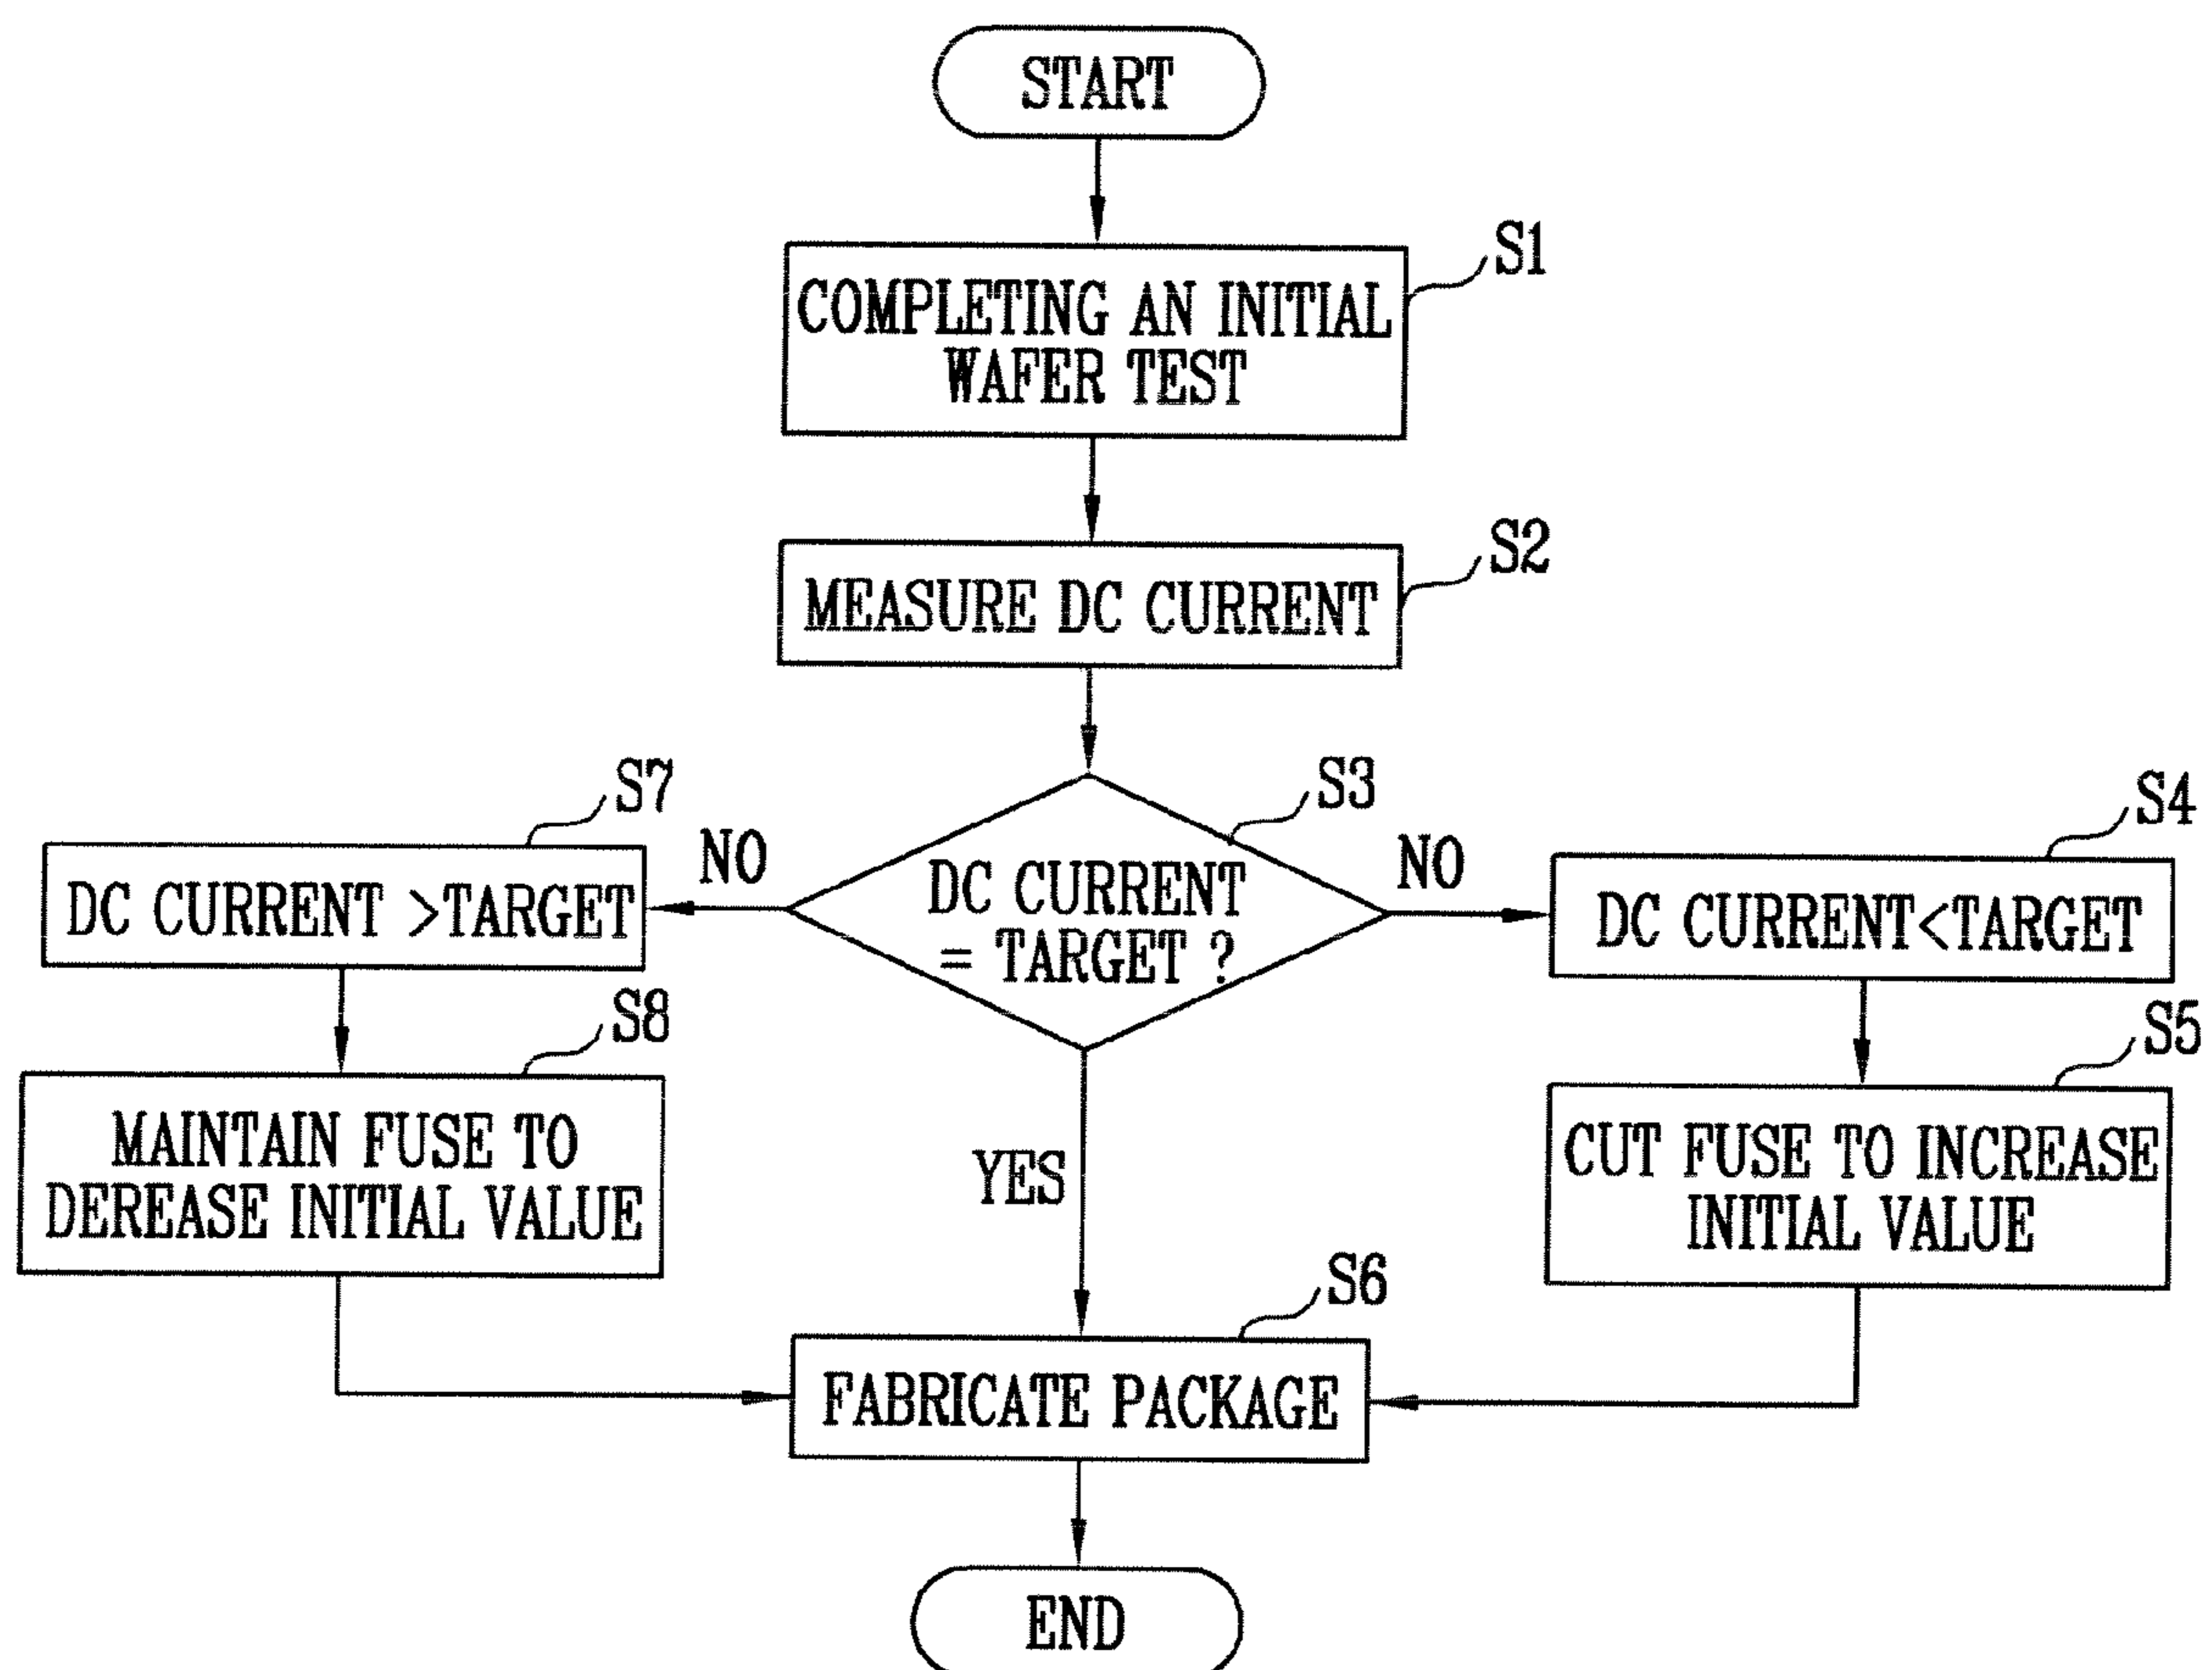 START
S1
COMPLETING AN INITIAL
WAFER TEST
S2
MEASURE DC CURRENT
S3
DC CURRENT
= TARGET ?
NO
S7
DC CURRENT >TARGET
S8
MAINTAIN FUSE TO
DEREASE INITIAL VALUE
NO
S4
DC CURRENT<TARGET
S5
CUT FUSE TO INCREASE
INITIAL VALUE
YES
S6
FABRICATE PACKAGE
END